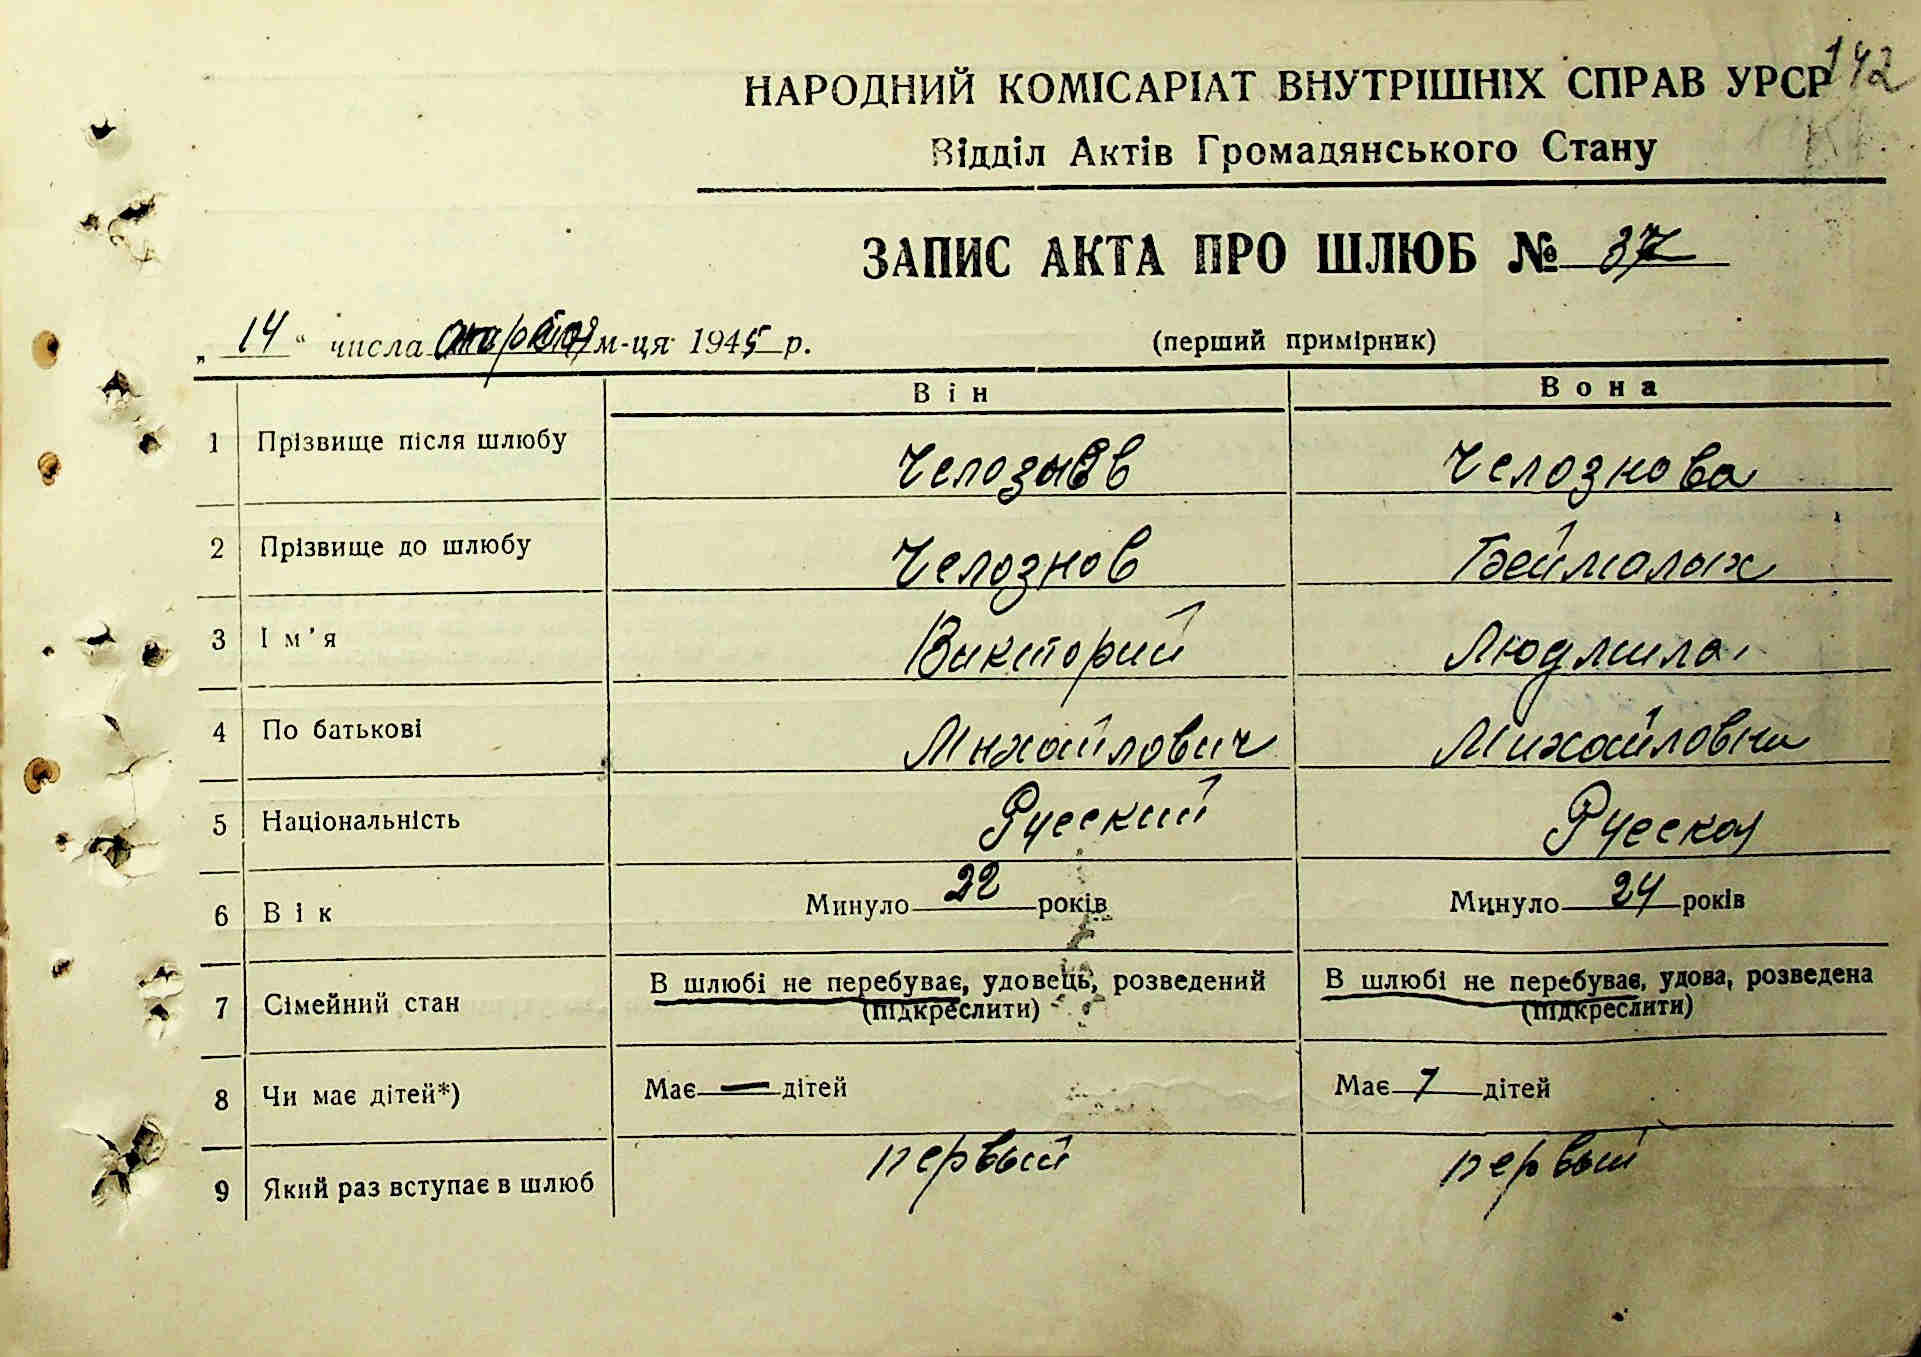 142
НАРОДНИЙ КОМІСАРІАТ ВНУТРІШНІХ СПРАВ УРСР
Відділ Актів Громадянського Стану
ЗАПИС АКТА ПРО ШЛЮБ № 37
„ 14 “ числа м-ця 1945 р. (перший примірник)
Він Вона
1 Прізвище після шлюбу Челознов Челознова
2 Прізвище до шлюбу Челознов Беймалых
3 Ім'я Викторий Людмила
4 По батькові Михайлович Михайловна
5 Національність Русский Русская
6 Вік Минуло 22 років Минуло 24 років
7 Сімейний стан В шлюбі не перебуває, удовець, розведений (підкреслити) В шлюбі не перебуває, удова, розведена (підкреслити)
8 Чи має дітей*) Має — дітей Має дітей
9 Який раз вступає в шлюб первый первый